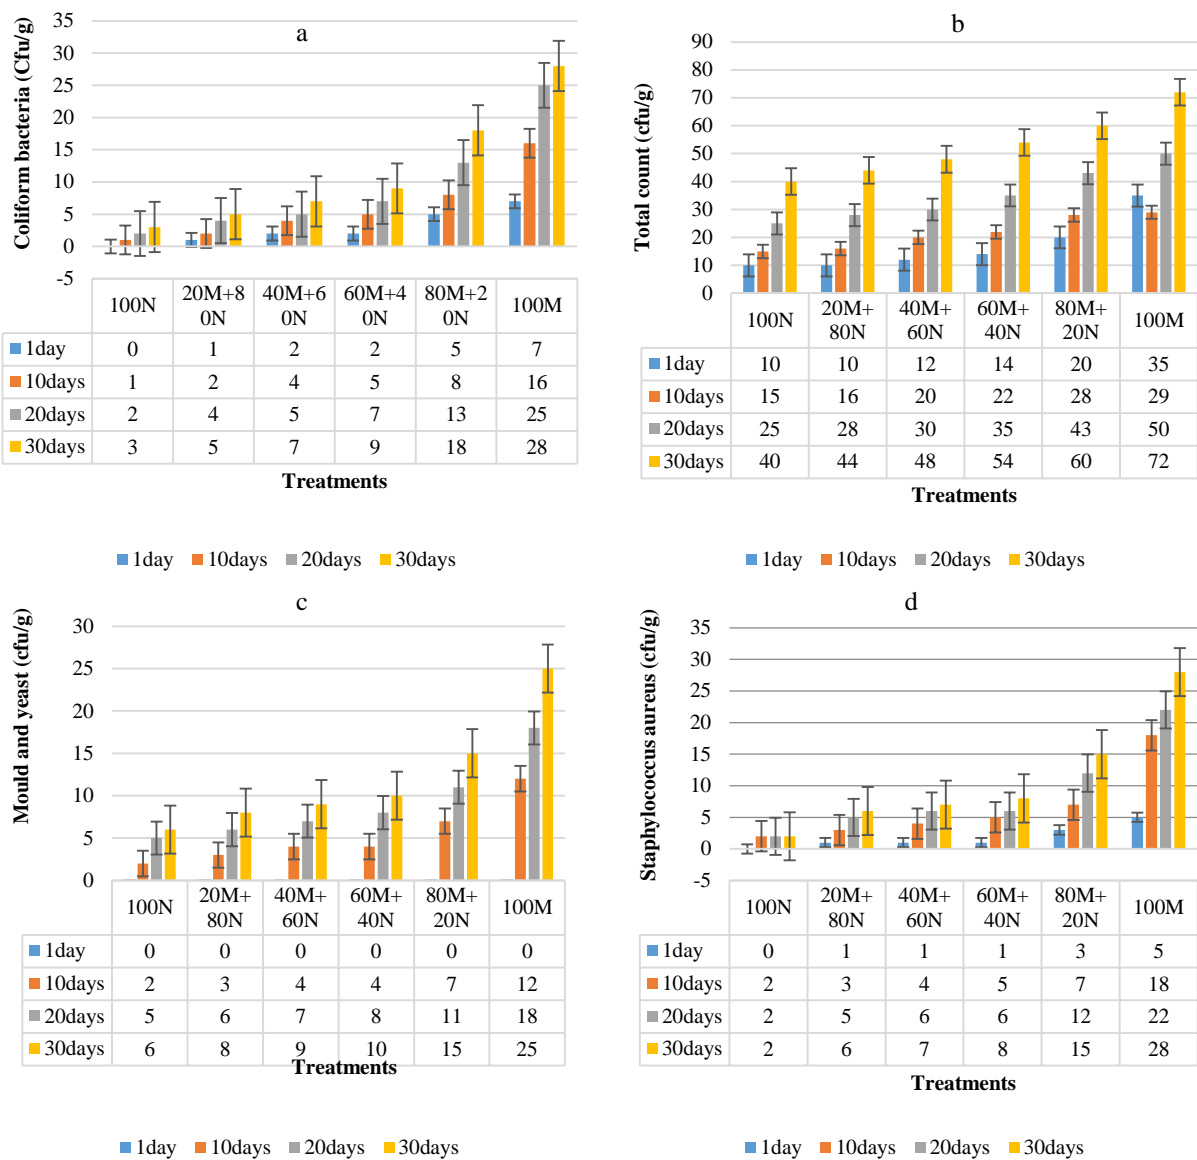 a
Coliform bacteria (Cfu/g)
35
30
25
20
15
10
5
0
-5
100N 20M+8 0N 40M+6 0N 60M+4 0N 80M+2 0N 100M
1day 0 1 2 2 5 7
10days 1 2 4 5 8 16
20days 2 4 5 7 13 25
30days 3 5 7 9 18 28
Treatments
1day 10days 20days 30days
b
Total count (cfu/g)
90
80
70
60
50
40
30
20
10
0
100N 20M+ 80N 40M+ 60N 60M+ 40N 80M+ 20N 100M
1day 10 10 12 14 20 35
10days 15 16 20 22 28 29
20days 25 28 30 35 43 50
30days 40 44 48 54 60 72
Treatments
1day 10days 20days 30days
c
Mould and yeast (cfu/g)
30
25
20
15
10
5
0
100N 20M+ 80N 40M+ 60N 60M+ 40N 80M+ 20N 100M
1day 0 0 0 0 0 0
10days 2 3 4 4 7 12
20days 5 6 7 8 11 18
30days 6 8 9 10 15 25
Treatments
1day 10days 20days 30days
d
Staphylococcus aureus (cfu/g)
35
30
25
20
15
10
5
0
-5
100N 20M+ 80N 40M+ 60N 60M+ 40N 80M+ 20N 100M
1day 0 1 1 1 3 5
10days 2 3 4 5 7 18
20days 2 5 6 6 12 22
30days 2 6 7 8 15 28
Treatments
1day 10days 20days 30days